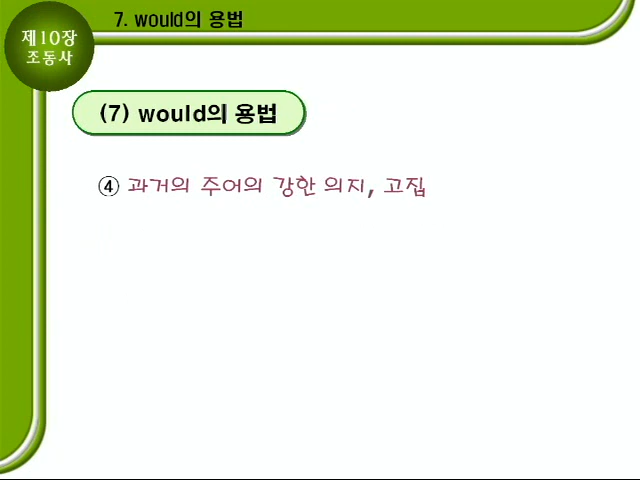 7. would의 용법
제10장
조동사
(7) would의 용법
④ 과거의 주어의 강한 의지, 고집